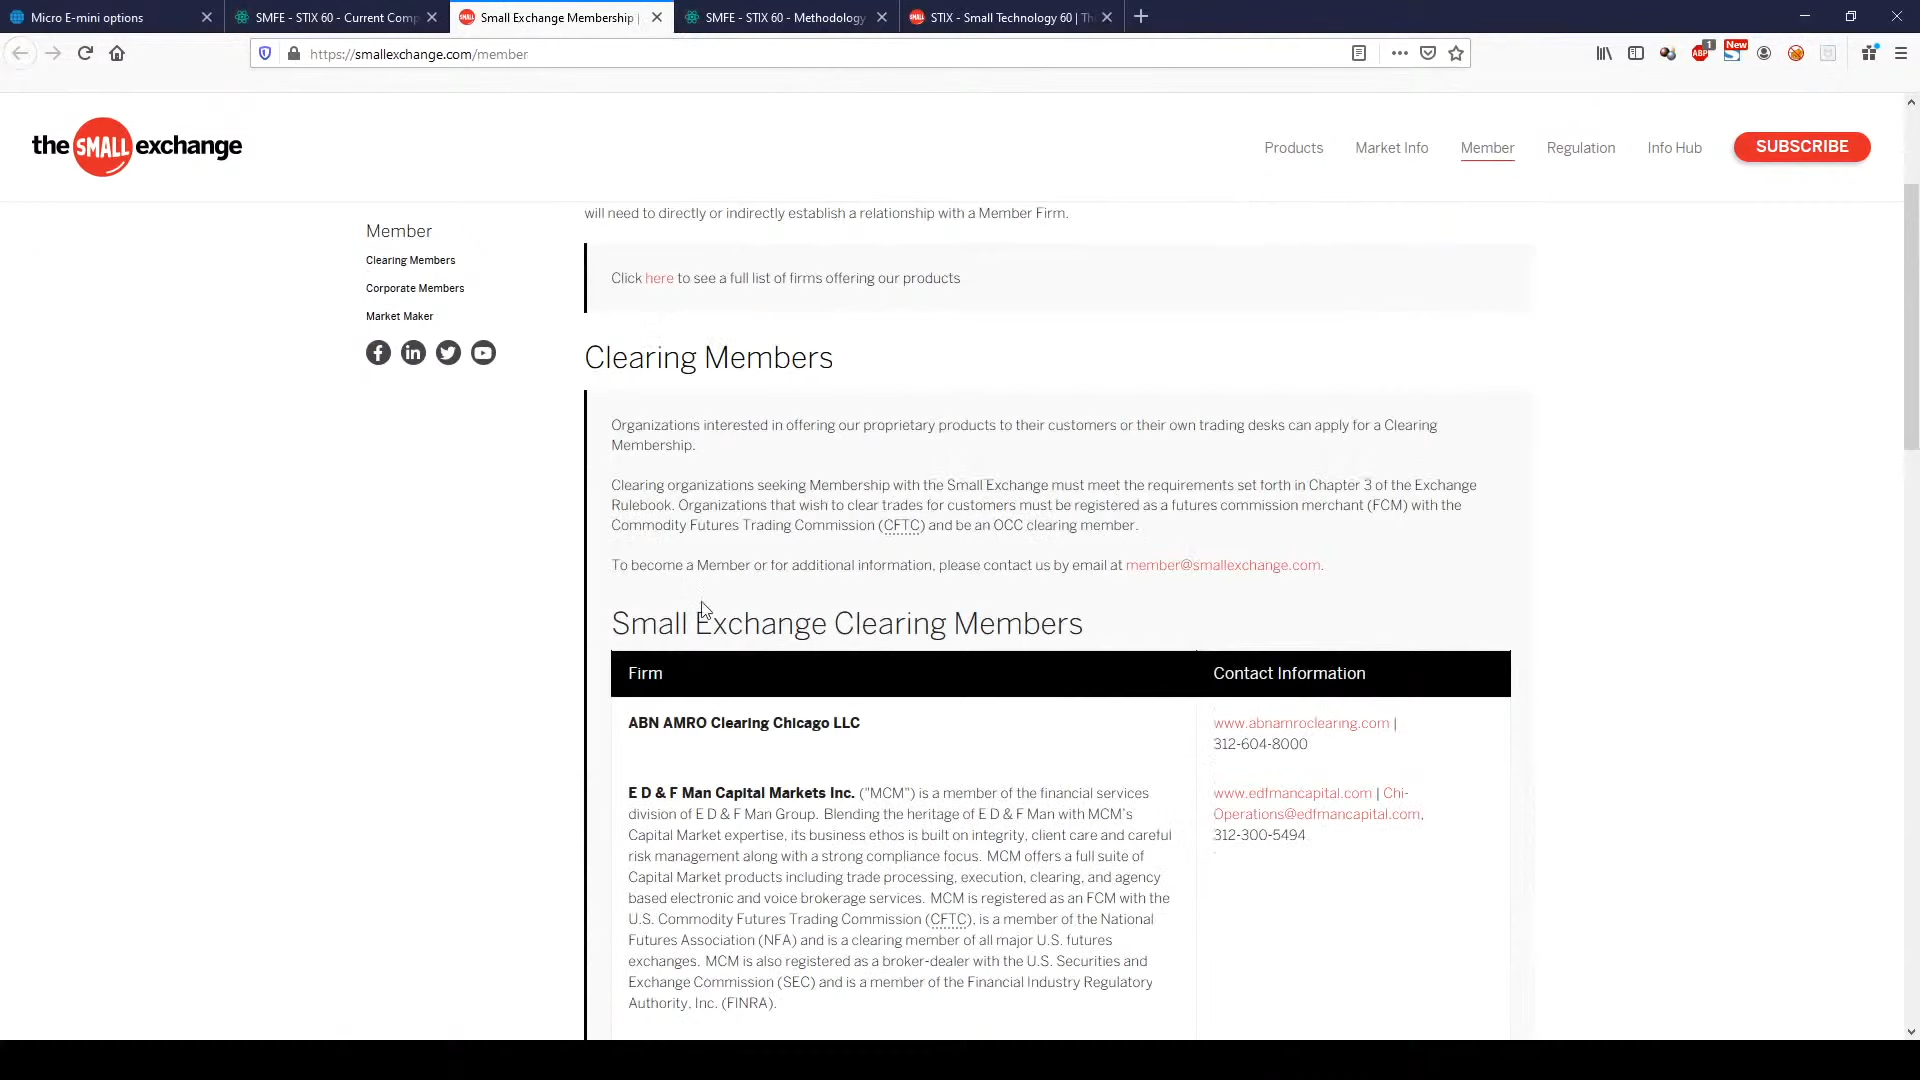 Micro E-mini options
SMFE - STIX 60 - Current Comp
Small Exchange Membership |
SMFE - STIX 60 - Methodology
STIX - Small Technology 60 | Th
https://smallexchange.com/member
ABP
1
New
the SMALL exchange
Products
Market Info
Member
Regulation
Info Hub
SUBSCRIBE
Member
Clearing Members
Corporate Members
Market Maker
will need to directly or indirectly establish a relationship with a Member Firm.
Click here to see a full list of firms offering our products
Clearing Members
Organizations interested in offering our proprietary products to their customers or their own trading desks can apply for a Clearing
Membership.
Clearing organizations seeking Membership with the Small Exchange must meet the requirements set forth in Chapter 3 of the Exchange
Rulebook. Organizations that wish to clear trades for customers must be registered as a futures commission merchant (FCM) with the
Commodity Futures Trading Commission (CFTC) and be an OCC clearing member.
To become a Member or for additional information, please contact us by email at member@smallexchange.com.
Small Exchange Clearing Members
Firm
Contact Information
ABN AMRO Clearing Chicago LLC
www.abnamroclearing.com |
312-604-8000
E D & F Man Capital Markets Inc. ("MCM") is a member of the financial services
division of E D & F Man Group. Blending the heritage of E D & F Man with MCM's
Capital Market expertise, its business ethos is built on integrity, client care and careful
risk management along with a strong compliance focus. MCM offers a full suite of
Capital Market products including trade processing, execution, clearing, and agency
based electronic and voice brokerage services. MCM is registered as an FCM with the
U.S. Commodity Futures Trading Commission (CFTC), is a member of the National
Futures Association (NFA) and is a clearing member of all major U.S. futures
exchanges. MCM is also registered as a broker-dealer with the U.S. Securities and
Exchange Commission (SEC) and is a member of the Financial Industry Regulatory
Authority, Inc. (FINRA).
www.edfmancapital.com | Chi-
Operations@edfmancapital.com,
312-300-5494